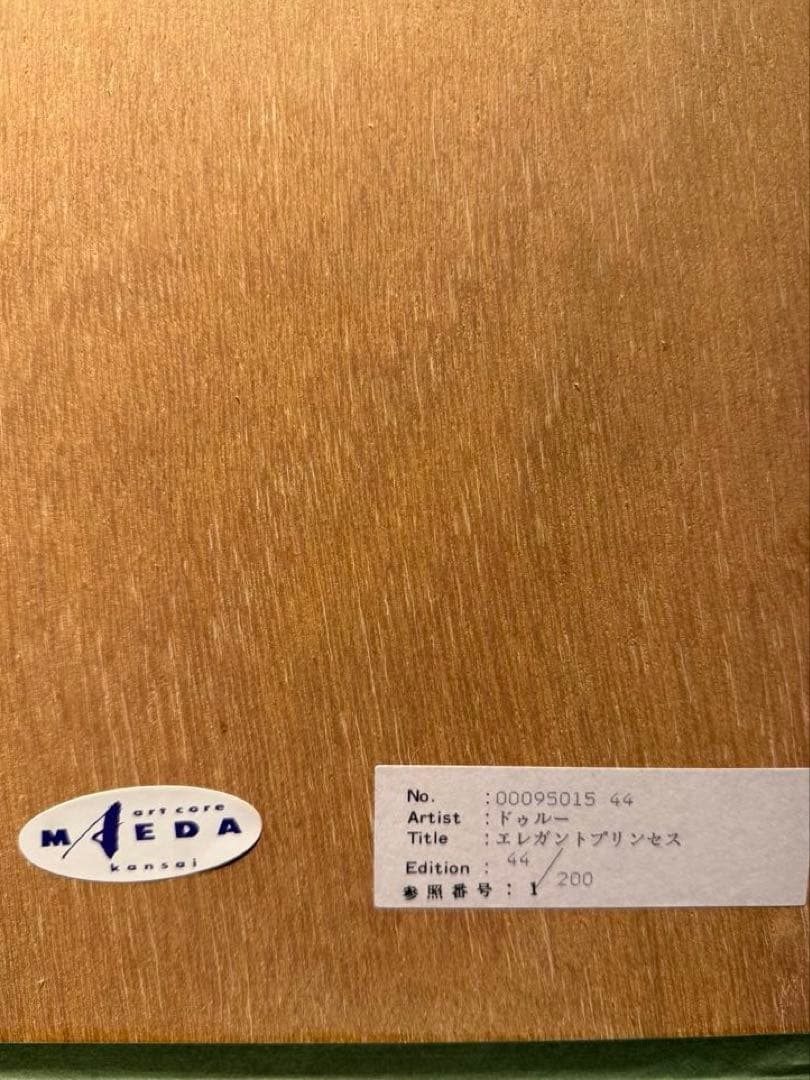 art core
MAEDA
kansai
No. :00095015 44
Artist :ドゥルー
Title :エレガントプリンセス
Edition : 44/200
参照番号 : 1